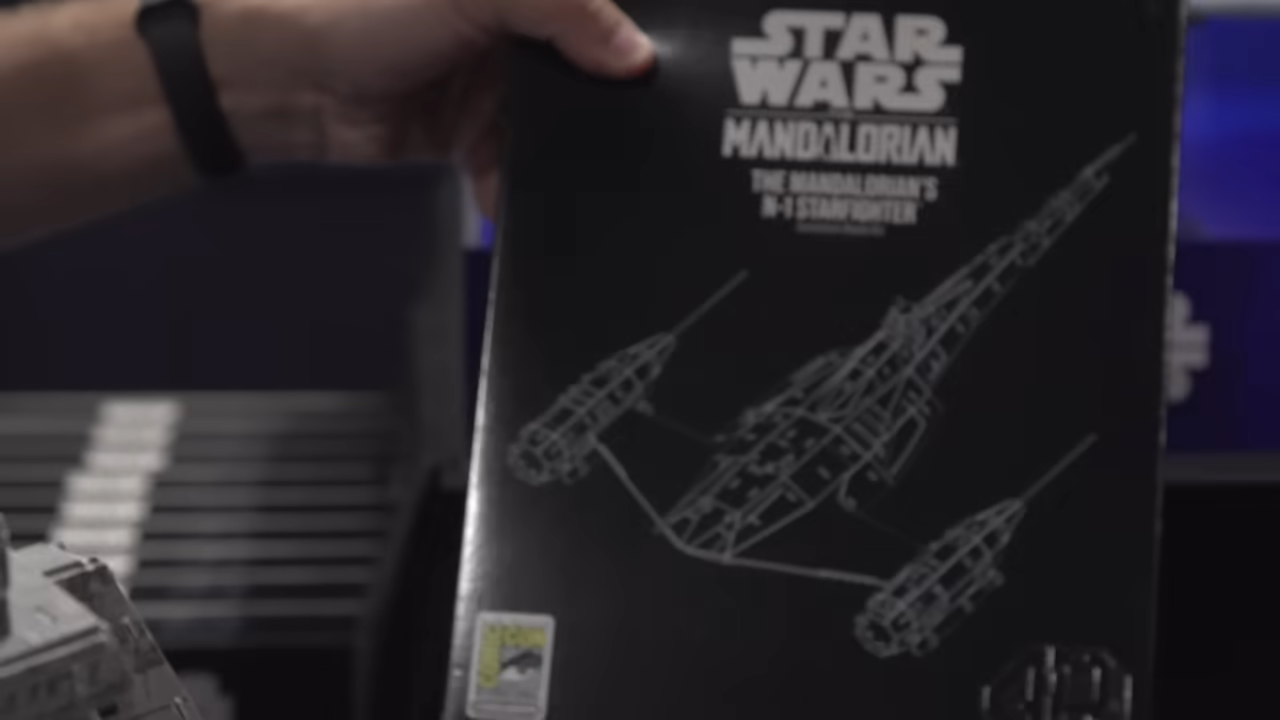 STAR
WARS
MANDALORIAN
THE MANDALORIAN'S
N-1 STARFIGHTER